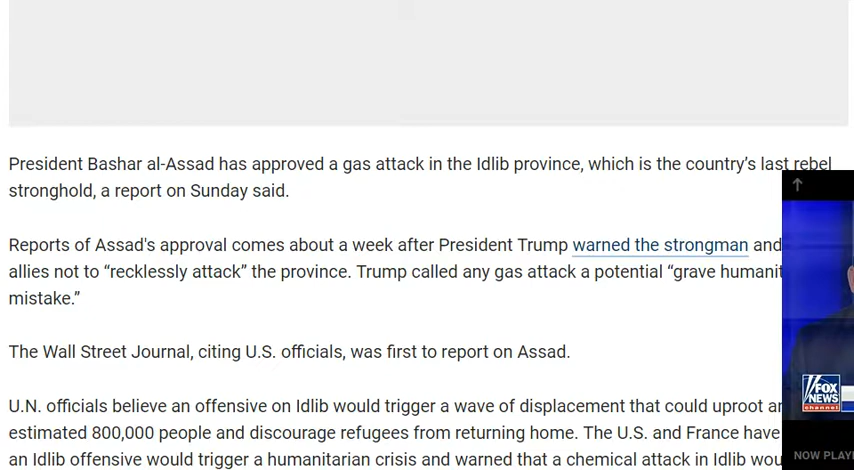 President Bashar al-Assad has approved a gas attack in the Idlib province, which is the country’s last rebel
stronghold, a report on Sunday said.
Reports of Assad's approval comes about a week after President Trump warned the strongman and
allies not to “recklessly attack” the province. Trump called any gas attack a potential “grave
mistake.”
The Wall Street Journal, citing U.S. officials, was first to report on Assad.
U.N. officials believe an offensive on Idlib would trigger a wave of displacement that could uproot
estimated 800,000 people and discourage refugees from returning home. The U.S. and France have
an Idlib offensive would trigger a humanitarian crisis and warned that a chemical attack in Idlib
FOX
NEWS
channel
NOW